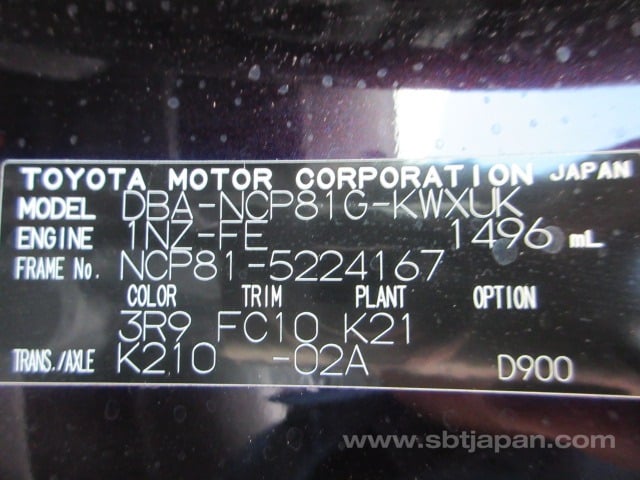 TOYOTA MOTOR CORPORATION JAPAN
MODEL DBA-NCP81G-KWXUK
ENGINE 1NZ-FE 1496 mL
FRAME No. NCP81-5224167
COLOR TRIM PLANT OPTION
3R9 FC10 K21
TRANS./AXLE K210 -02A D900
www.sbtjapan.com